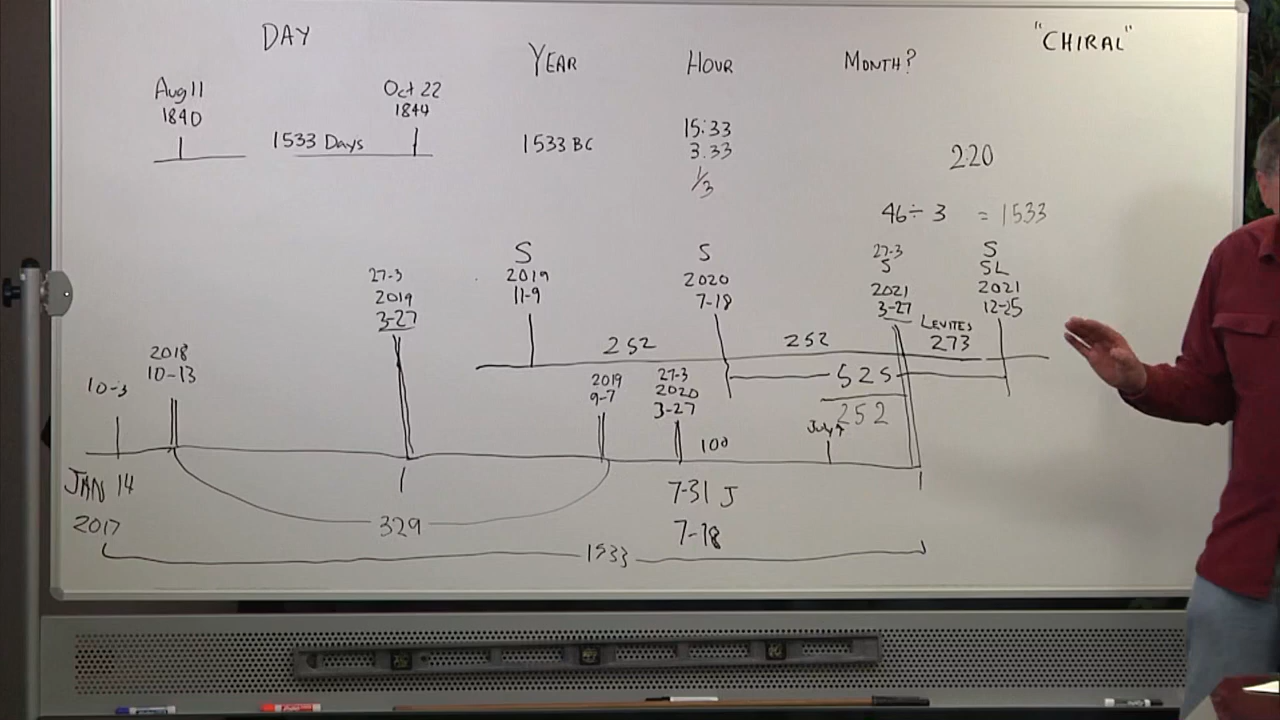 DAY
YEAR
HOUR
MONTH?
"CHIRAL"
Aug 11
1840
Oct 22
1844
1533 Days
1533 BC
15:33
3.33
1/3
2:20
46÷3 = 1533
27-3
2019
3-27
S
2019
11-9
S
2020
7-18
27-3
S
2021
3-27
S
SL
2021
12-25
LEVITES
273
252
252
525
252
10-3
2018
10-13
2019
9-7
27-3
2020
3-27
100
July
JAN 14
2017
329
7-31 J
7-18
1533